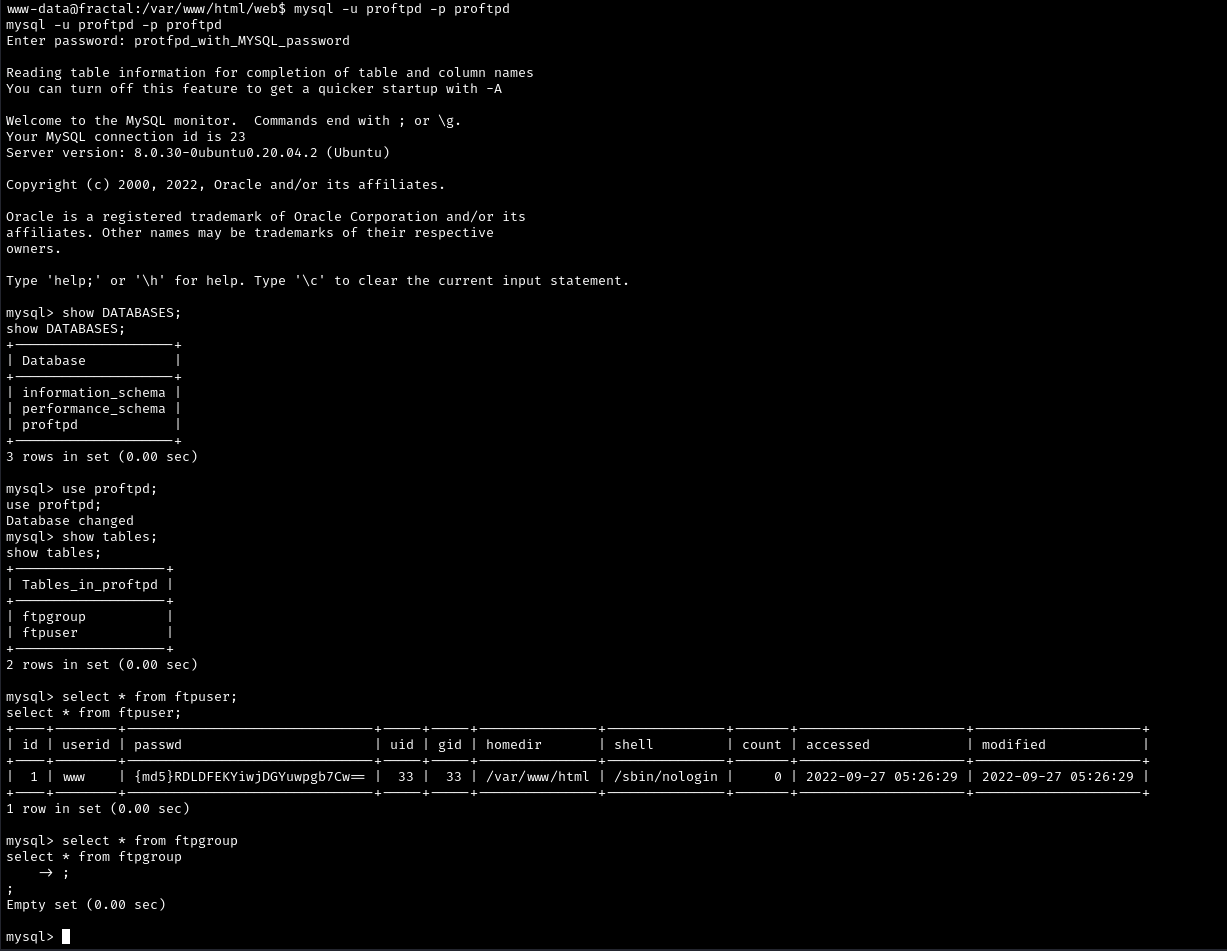 www-data@fractal:/var/www/html/web$ mysql -u proftpd -p proftpd
mysql -u proftpd -p proftpd
Enter password: protfpd_with_MYSQL_password
Reading table information for completion of table and column names
You can turn off this feature to get a quicker startup with -A
Welcome to the MySQL monitor.  Commands end with ; or \g.
Your MySQL connection id is 23
Server version: 8.0.30-0ubuntu0.20.04.2 (Ubuntu)
Copyright (c) 2000, 2022, Oracle and/or its affiliates.
Oracle is a registered trademark of Oracle Corporation and/or its
affiliates. Other names may be trademarks of their respective
owners.
Type 'help;' or '\h' for help. Type '\c' to clear the current input statement.
mysql> show DATABASES;
show DATABASES;
+--------------------+
| Database           |
+--------------------+
| information_schema |
| performance_schema |
| proftpd            |
+--------------------+
3 rows in set (0.00 sec)
mysql> use proftpd;
use proftpd;
Database changed
mysql> show tables;
show tables;
+-------------------+
| Tables_in_proftpd |
+-------------------+
| ftpgroup          |
| ftpuser           |
+-------------------+
2 rows in set (0.00 sec)
mysql> select * from ftpuser;
select * from ftpuser;
+----+--------+-------------------------------+-----+-----+---------------+---------------+-------+---------------------+---------------------+
| id | userid | passwd                        | uid | gid | homedir       | shell         | count | accessed            | modified            |
+----+--------+-------------------------------+-----+-----+---------------+---------------+-------+---------------------+---------------------+
|  1 | www    | {md5}RDLDFEKYiwjDGYuwpgb7Cw== |  33 |  33 | /var/www/html | /sbin/nologin |     0 | 2022-09-27 05:26:29 | 2022-09-27 05:26:29 |
+----+--------+-------------------------------+-----+-----+---------------+---------------+-------+---------------------+---------------------+
1 row in set (0.00 sec)
mysql> select * from ftpgroup
select * from ftpgroup
    -> ;
;
Empty set (0.00 sec)
mysql>